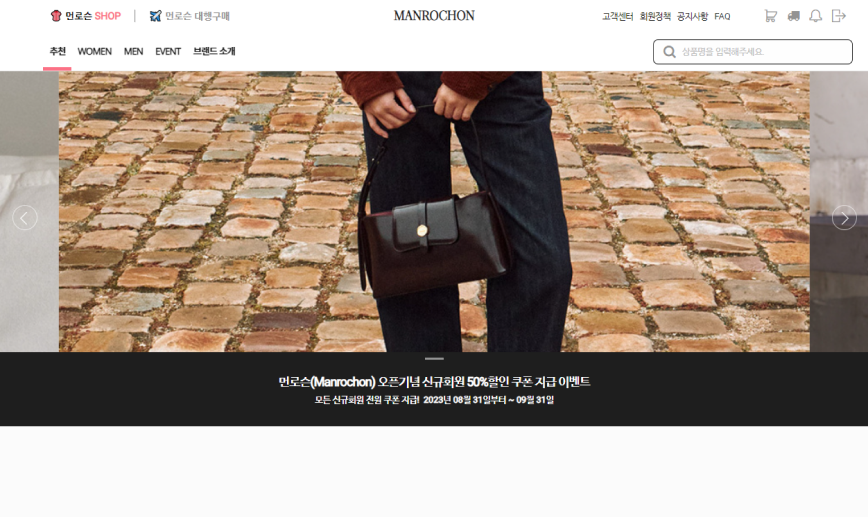 먼로슨 SHOP
먼로슨 대행구매
MANROCHON
고객센터 회원정책 공지사항 FAQ
추천 WOMEN MEN EVENT 브랜드 소개
상품명을 입력해주세요.
먼로슨(Manrochon) 오픈기념 신규회원 50%할인 쿠폰 지급 이벤트
모든 신규회원 전원 쿠폰 지급! 2023년 08월 31일부터 ~ 09월 31일